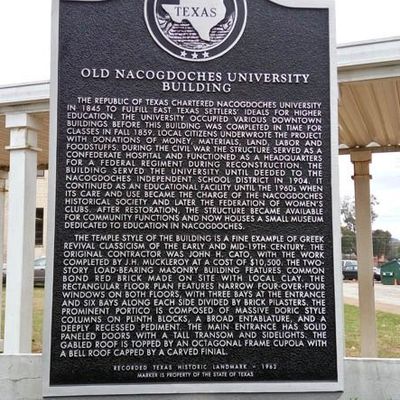 TEXAS
OLD NACOGDOCHES UNIVERSITY
BUILDING
THE REPUBLIC OF TEXAS CHARTERED NACOGDOCHES UNIVERSITY
IN 1845 TO FULFILL EAST TEXAS SETTLERS' IDEALS FOR HIGHER
EDUCATION. THE UNIVERSITY OCCUPIED VARIOUS DOWNTOWN
BUILDINGS BEFORE THIS BUILDING WAS COMPLETED IN TIME FOR
CLASSES IN FALL 1859. LOCAL CITIZENS UNDERWROTE THE PROJECT
WITH DONATIONS OF MONEY, MATERIALS, LAND, LABOR AND
FOODSTUFFS. DURING THE CIVIL WAR THE STRUCTURE SERVED AS A
CONFEDERATE HOSPITAL AND FUNCTIONED AS A HEADQUARTERS
FOR A FEDERAL REGIMENT DURING RECONSTRUCTION. THE
BUILDING SERVED THE UNIVERSITY UNTIL DEEDED TO THE
NACOGDOCHES INDEPENDENT SCHOOL DISTRICT IN 1904. IT
CONTINUED AS AN EDUCATIONAL FACILITY UNTIL THE 1960s WHEN
ITS CARE AND USE BECAME THE CHARGE OF THE NACOGDOCHES
HISTORICAL SOCIETY AND LATER THE FEDERATION OF WOMEN'S
CLUBS. AFTER RESTORATION, THE STRUCTURE BECAME AVAILABLE
FOR COMMUNITY FUNCTIONS AND NOW HOUSES A SMALL MUSEUM
DEDICATED TO EDUCATION IN NACOGDOCHES.
THE TEMPLE STYLE OF THE BUILDING IS A FINE EXAMPLE OF GREEK
REVIVAL CLASSICISM OF THE EARLY AND MID-19TH CENTURY. THE
ORIGINAL CONTRACTOR WAS JOHN H. CATO, WITH THE WORK
COMPLETED BY J.H. MUCKLEROY AT A COST OF $10,500. THE TWO-
STORY LOAD-BEARING MASONRY BUILDING FEATURES COMMON
BOND RED BRICK MADE ON SITE WITH LOCAL CLAY. THE
RECTANGULAR FLOOR PLAN FEATURES NARROW FOUR-OVER-FOUR
WINDOWS ON BOTH FLOORS, WITH THREE BAYS AT THE ENTRANCE
AND SIX BAYS ALONG EACH SIDE DIVIDED BY BRICK PILASTERS. THE
PROMINENT PORTICO IS COMPOSED OF MASSIVE DORIC STYLE
COLUMNS ON PLINTH BLOCKS, A BROAD ENTABLATURE, AND A
DEEPLY RECESSED PEDIMENT. THE MAIN ENTRANCE HAS SOLID
PANELED DOORS WITH A TALL TRANSOM AND SIDELIGHTS. THE
GABLED ROOF IS TOPPED BY AN OCTAGONAL FRAME CUPOLA WITH
A BELL ROOF CAPPED BY A CARVED FINIAL.
RECORDED TEXAS HISTORIC LANDMARK – 1962
MARKER IS PROPERTY OF THE STATE OF TEXAS